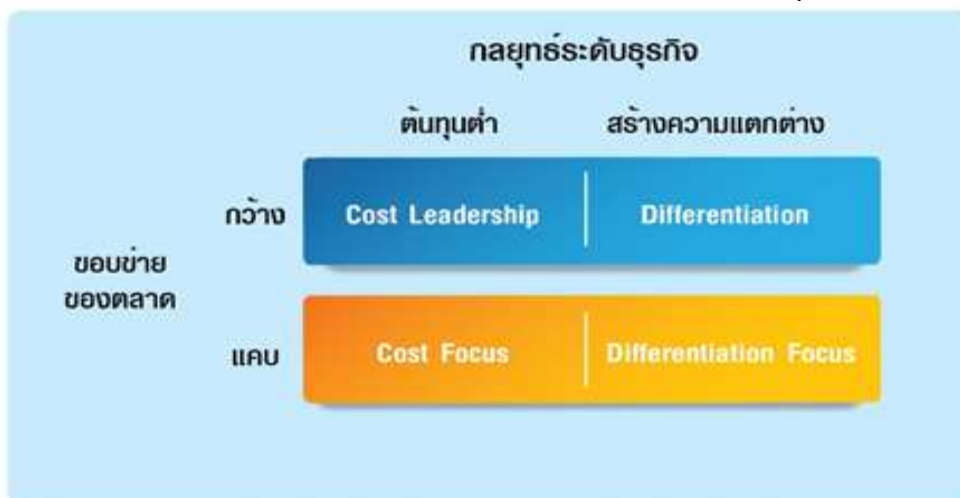 กลยุทธ์ระดับธุรกิจ
ต้นทุนต่ำ สร้างความแตกต่าง
กว้าง Cost Leadership Differentiation
ขอบข่าย
ของตลาด
แคบ Cost Focus Differentiation Focus